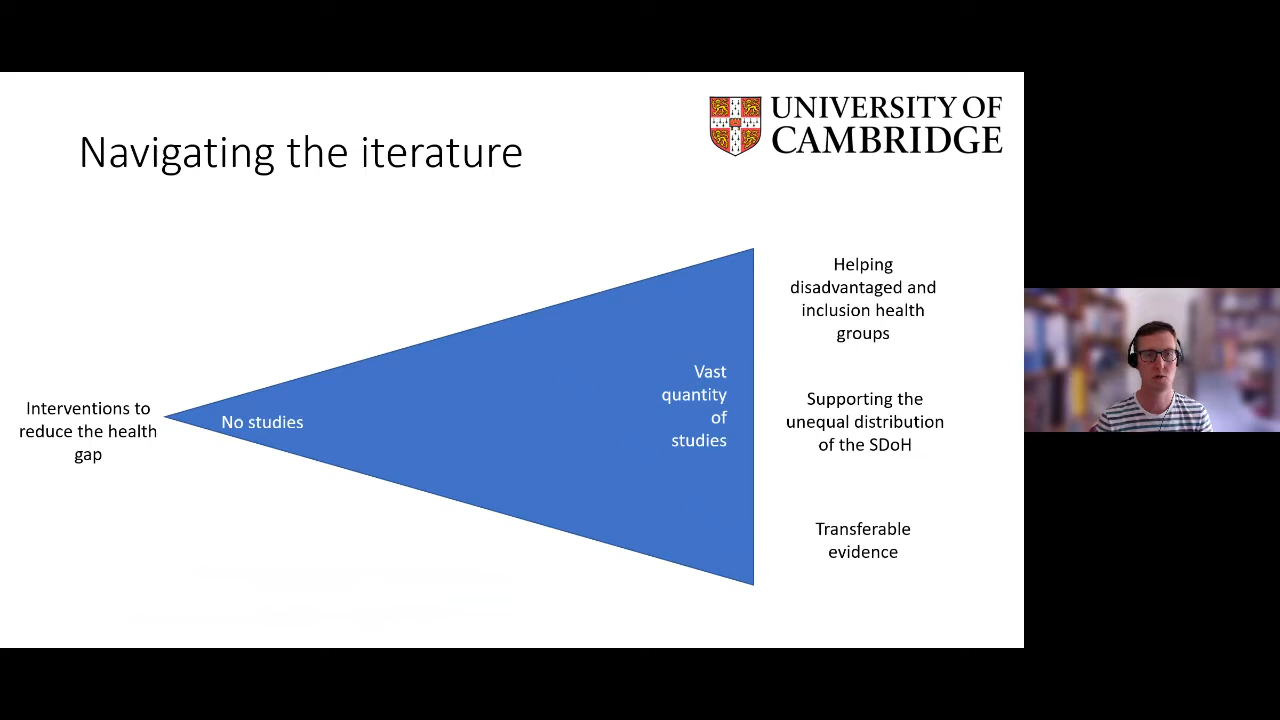 UNIVERSITY OF
CAMBRIDGE
Navigating the iterature
Interventions to
reduce the health
gap
No studies
Vast
quantity
of
studies
Helping
disadvantaged and
inclusion health
groups
Supporting the
unequal distribution
of the SDoH
Transferable
evidence